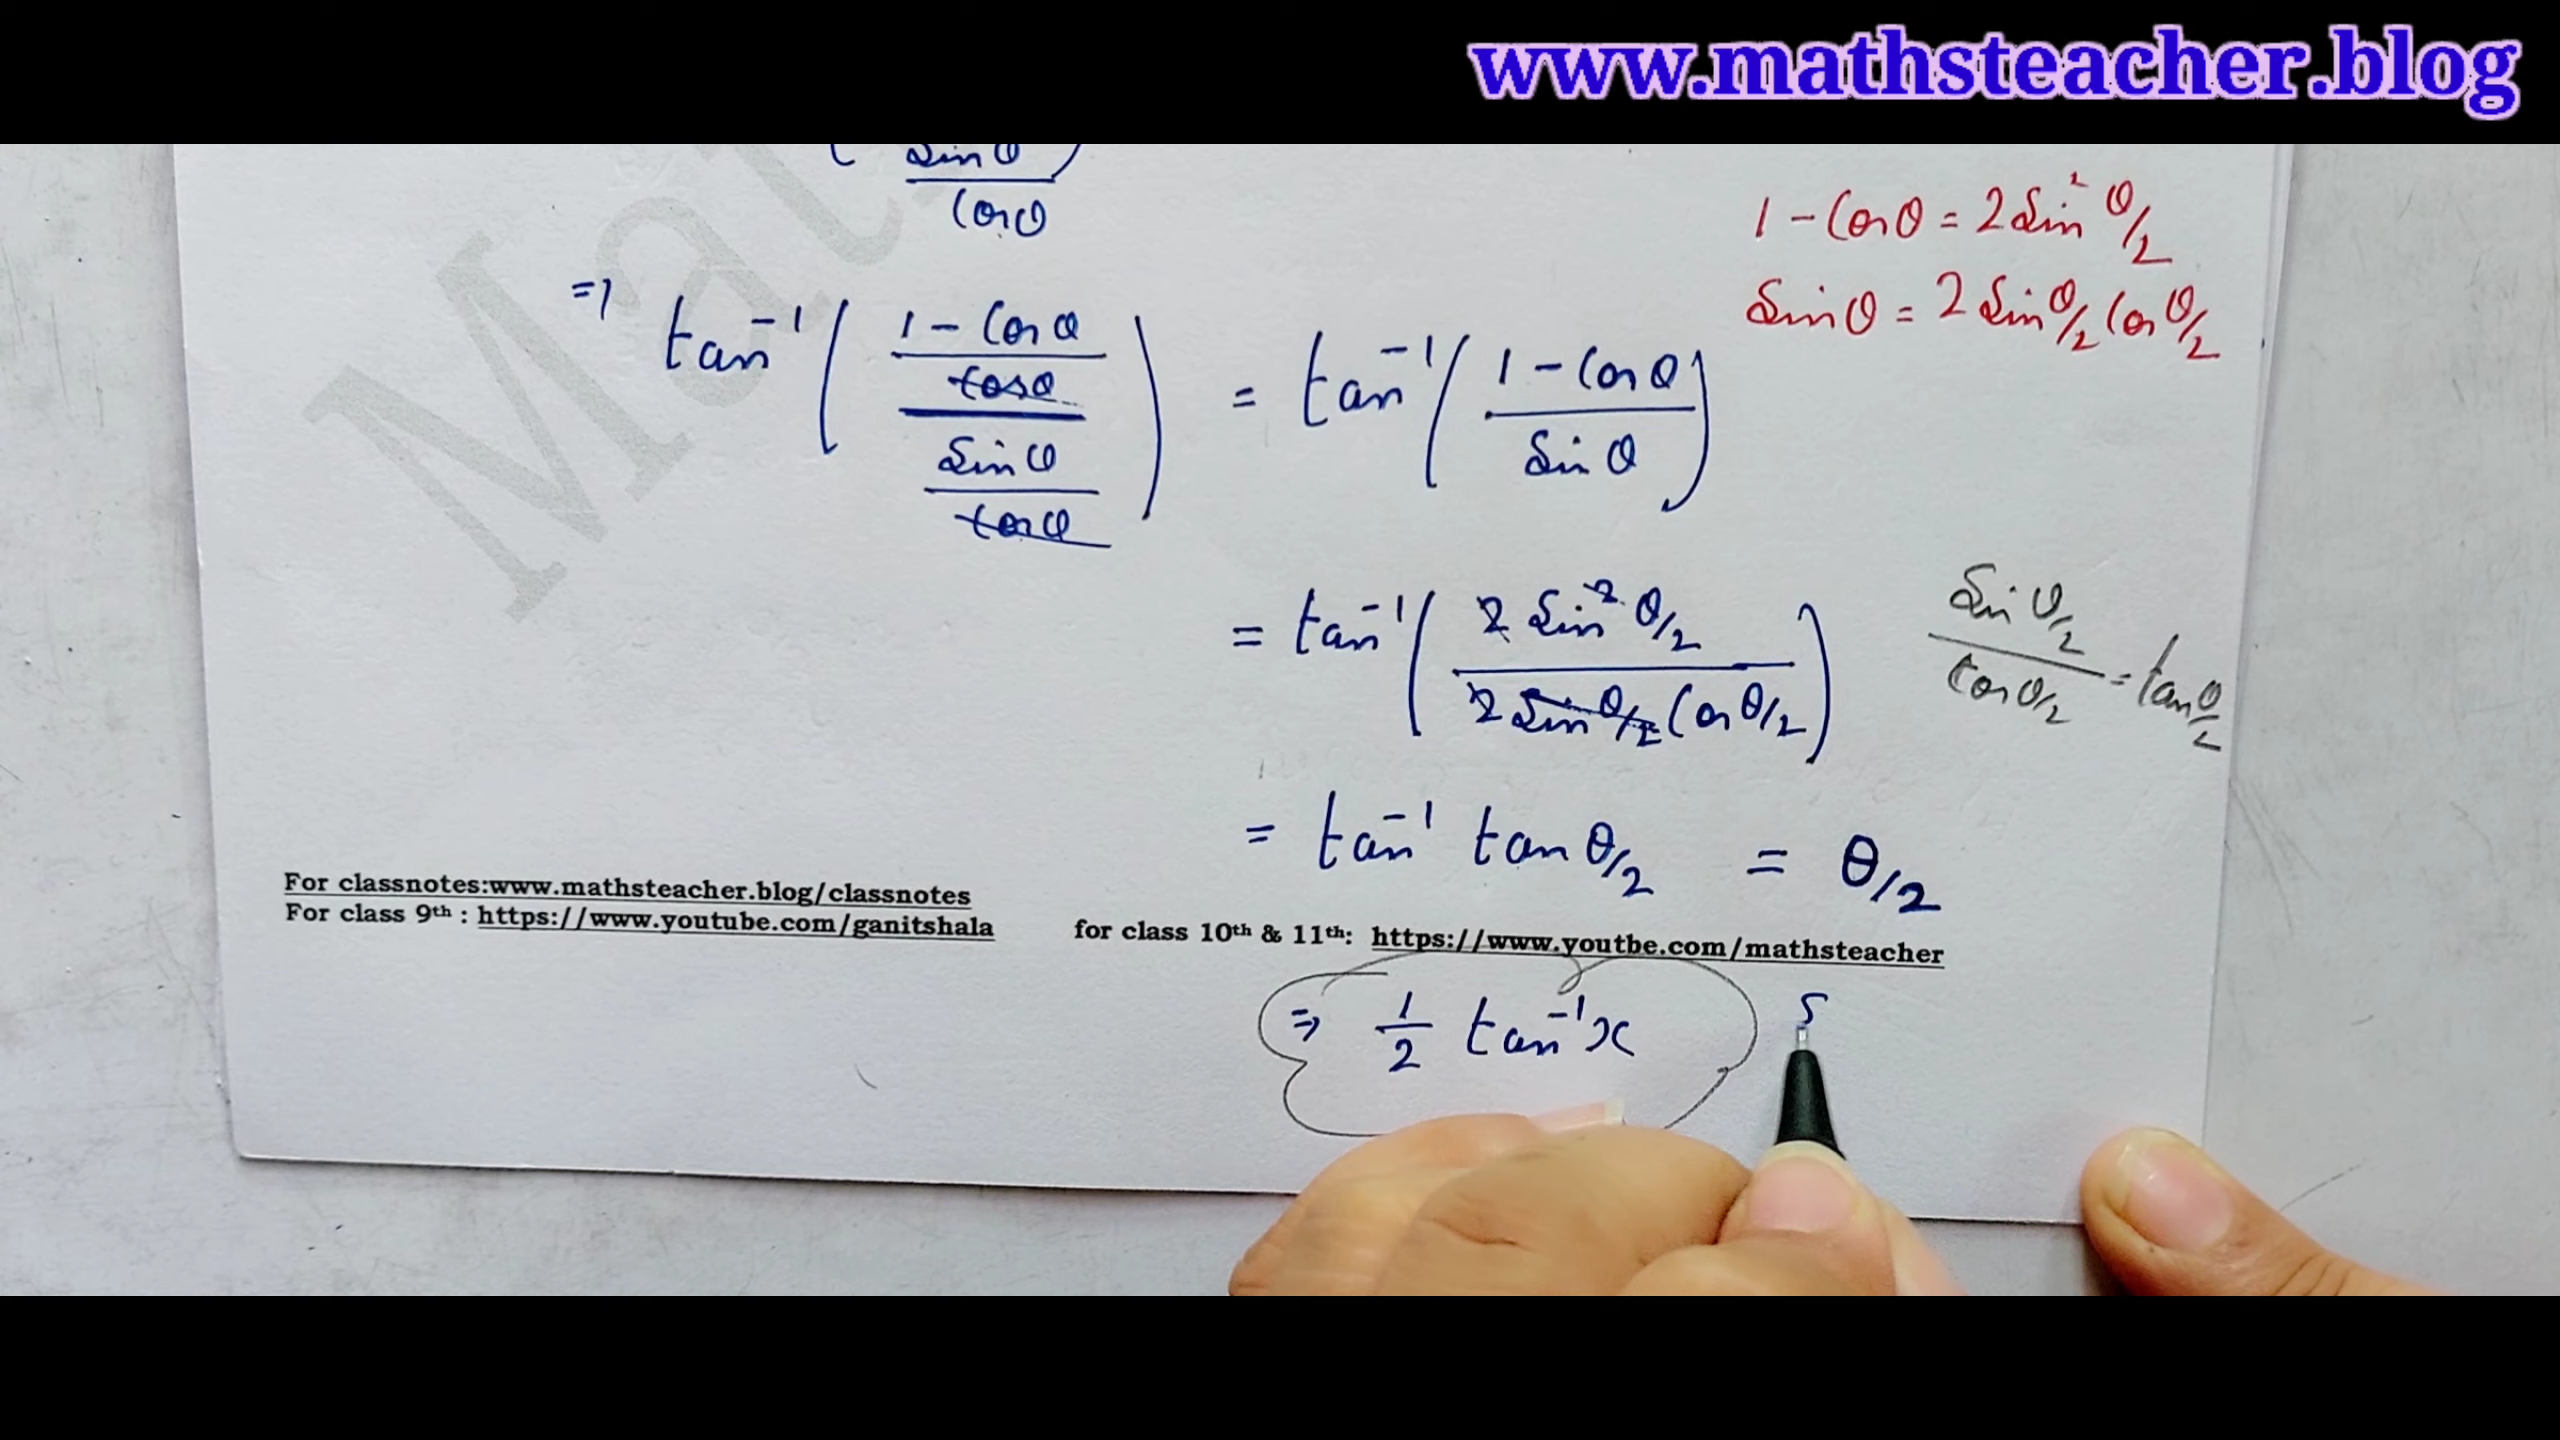 www.mathsteacher.blog
Sin θ
Cos θ
1 - Cos θ = 2 Sin² θ/2
Sin θ = 2 Sin θ/2 Cos θ/2
=> tan⁻¹ ( 1 - Cos θ / Cos θ / Sin θ / Cos θ ) = tan⁻¹ ( 1 - Cos θ / Sin θ )
= tan⁻¹ ( 2 Sin² θ/2 / 2 Sin θ/2 Cos θ/2 )
Sin θ/2 / Cos θ/2 = tan θ/2
= tan⁻¹ tan θ/2 = θ/2
For classnotes:www.mathsteacher.blog/classnotes
For class 9th : https://www.youtube.com/ganitshala for class 10th & 11th: https://www.youtbe.com/mathsteacher
=> 1/2 tan⁻¹ x